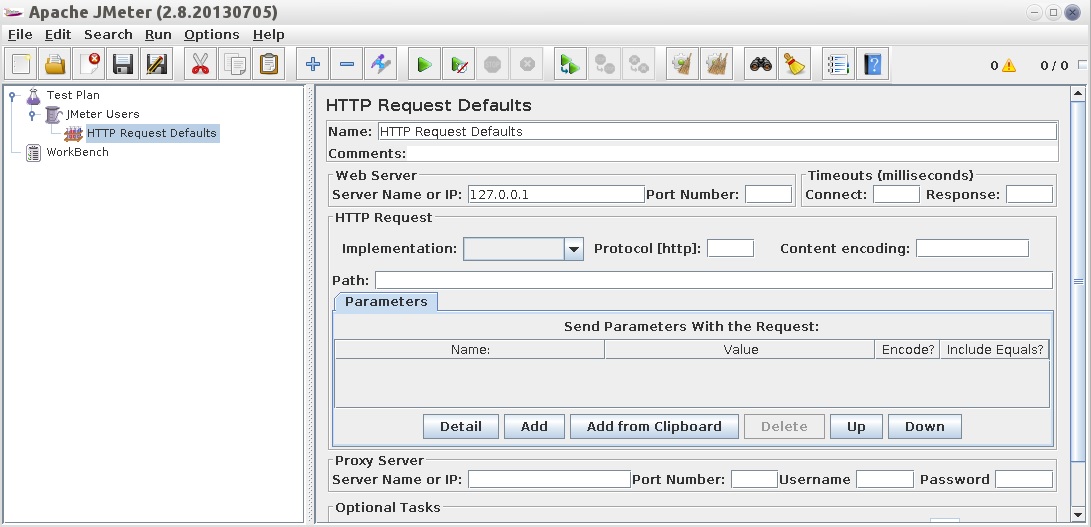 Apache JMeter (2.8.20130705)
File Edit Search Run Options Help
0 0 / 0
Test Plan
JMeter Users
HTTP Request Defaults
WorkBench
HTTP Request Defaults
Name: HTTP Request Defaults
Comments:
Web Server
Server Name or IP: 127.0.0.1 Port Number:
Timeouts (milliseconds)
Connect: Response:
HTTP Request
Implementation: Protocol [http]: Content encoding:
Path:
Parameters
Send Parameters With the Request:
Name: Value Encode? Include Equals?
Detail Add Add from Clipboard Delete Up Down
Proxy Server
Server Name or IP: Port Number: Username Password
Optional Tasks